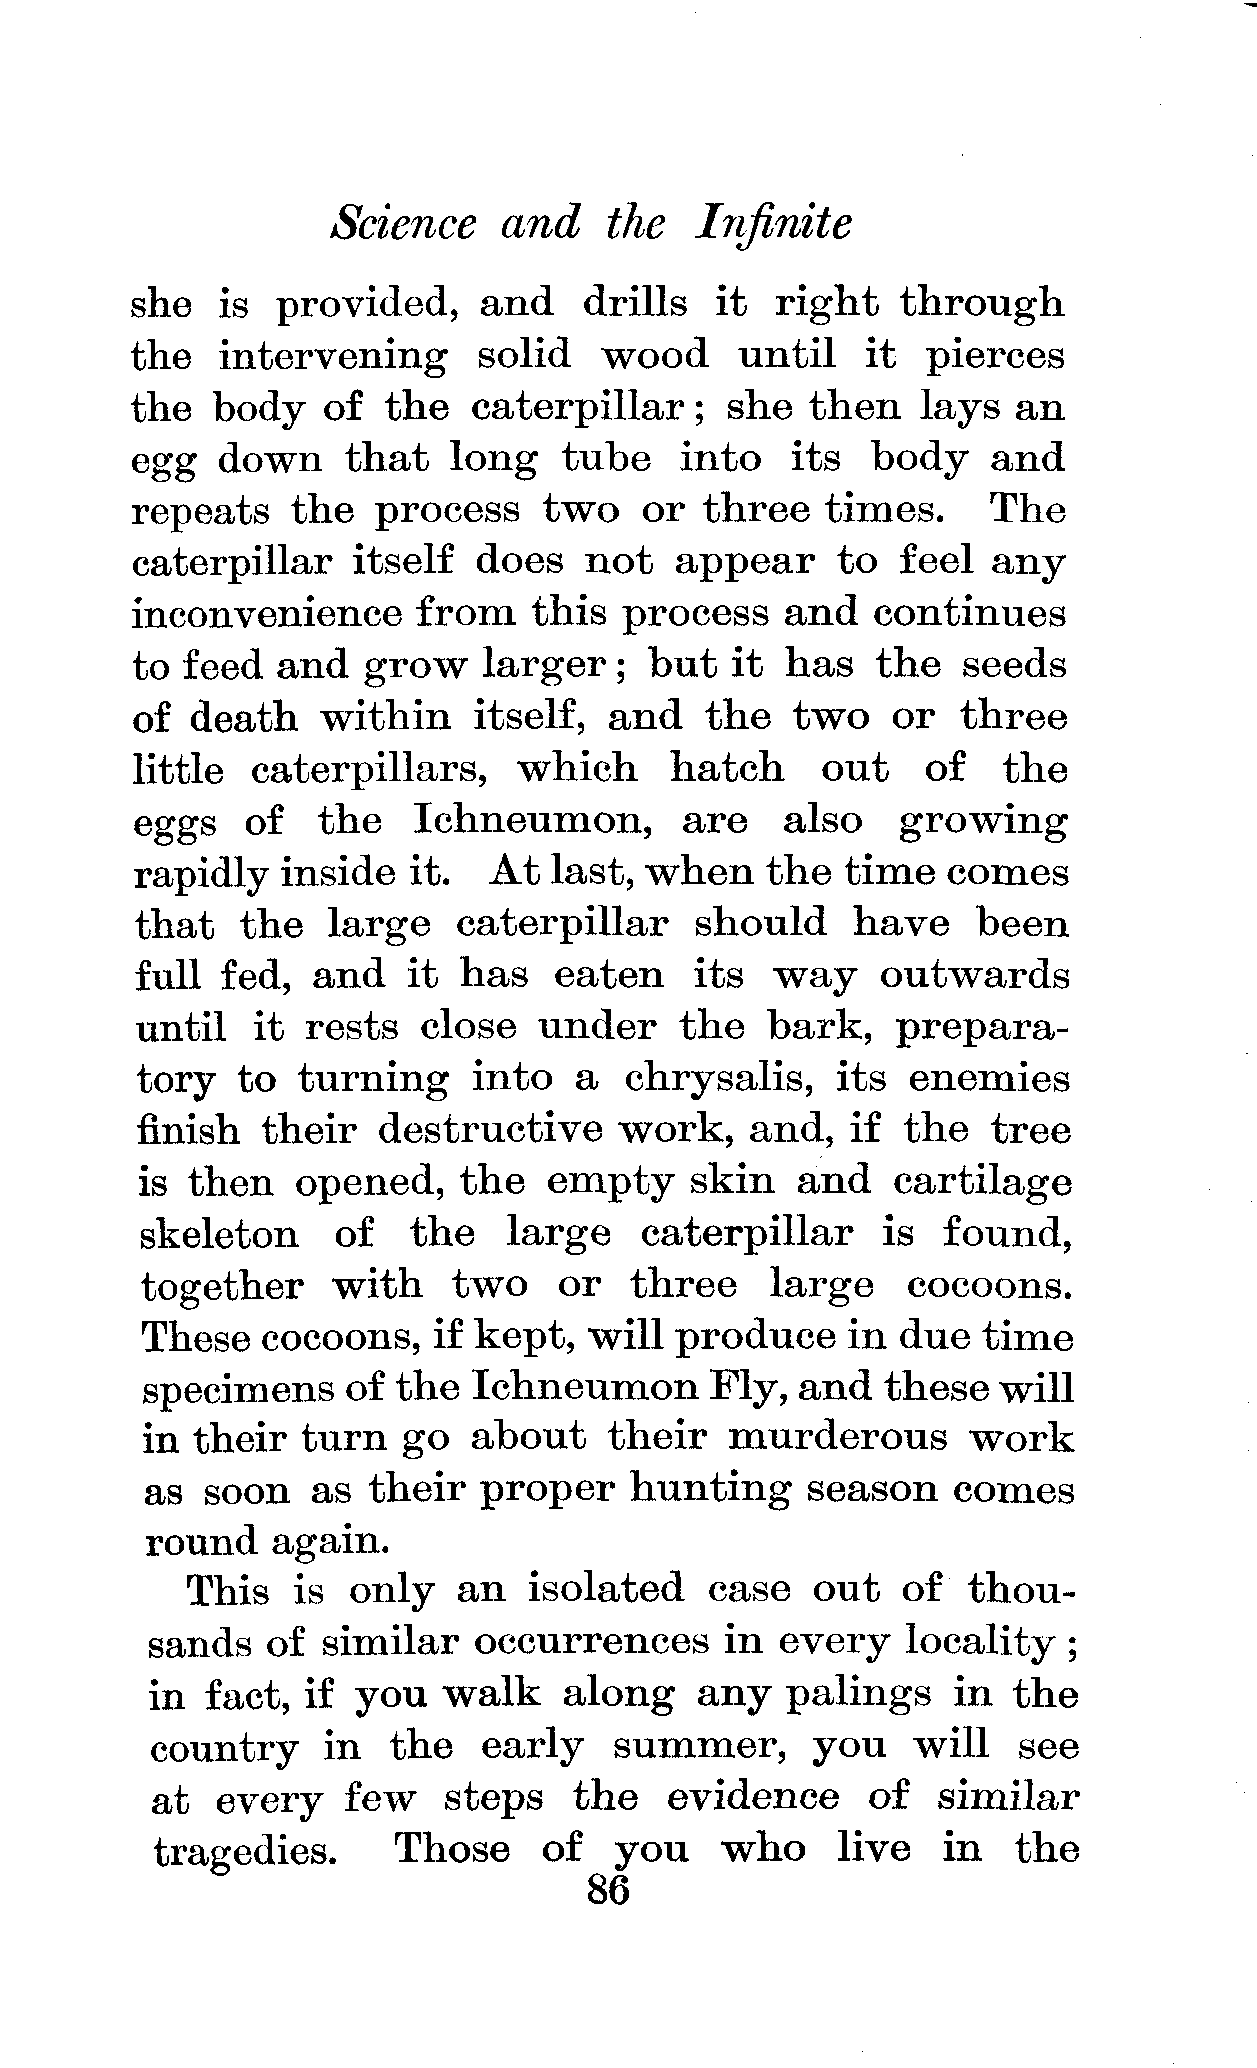 Science and the Infinite
she is provided, and drills it right through
the intervening solid wood until it pierces
the body of the caterpillar ; she then lays an
egg down that long tube into its body and
repeats the process two or three times. The
caterpillar itself does not appear to feel any
inconvenience from this process and continues
to feed and grow larger ; but it has the seeds
of death within itself, and the two or three
little caterpillars, which hatch out of the
eggs of the Ichneumon, are also growing
rapidly inside it. At last, when the time comes
that the large caterpillar should have been
full fed, and it has eaten its way outwards
until it rests close under the bark, prepara-
tory to turning into a chrysalis, its enemies
finish their destructive work, and, if the tree
is then opened, the empty skin and cartilage
skeleton of the large caterpillar is found,
together with two or three large cocoons.
These cocoons, if kept, will produce in due time
specimens of the Ichneumon Fly, and these will
in their turn go about their murderous work
as soon as their proper hunting season comes
round again.
This is only an isolated case out of thou-
sands of similar occurrences in every locality ;
in fact, if you walk along any palings in the
country in the early summer, you will see
at every few steps the evidence of similar
tragedies. Those of you who live in the
86